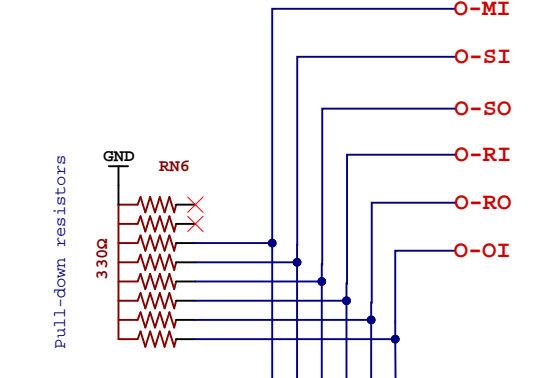 O-MI
O-SI
O-SO
O-RI
O-RO
O-OI
GND
RN6
330Ω
Pull-down resistors